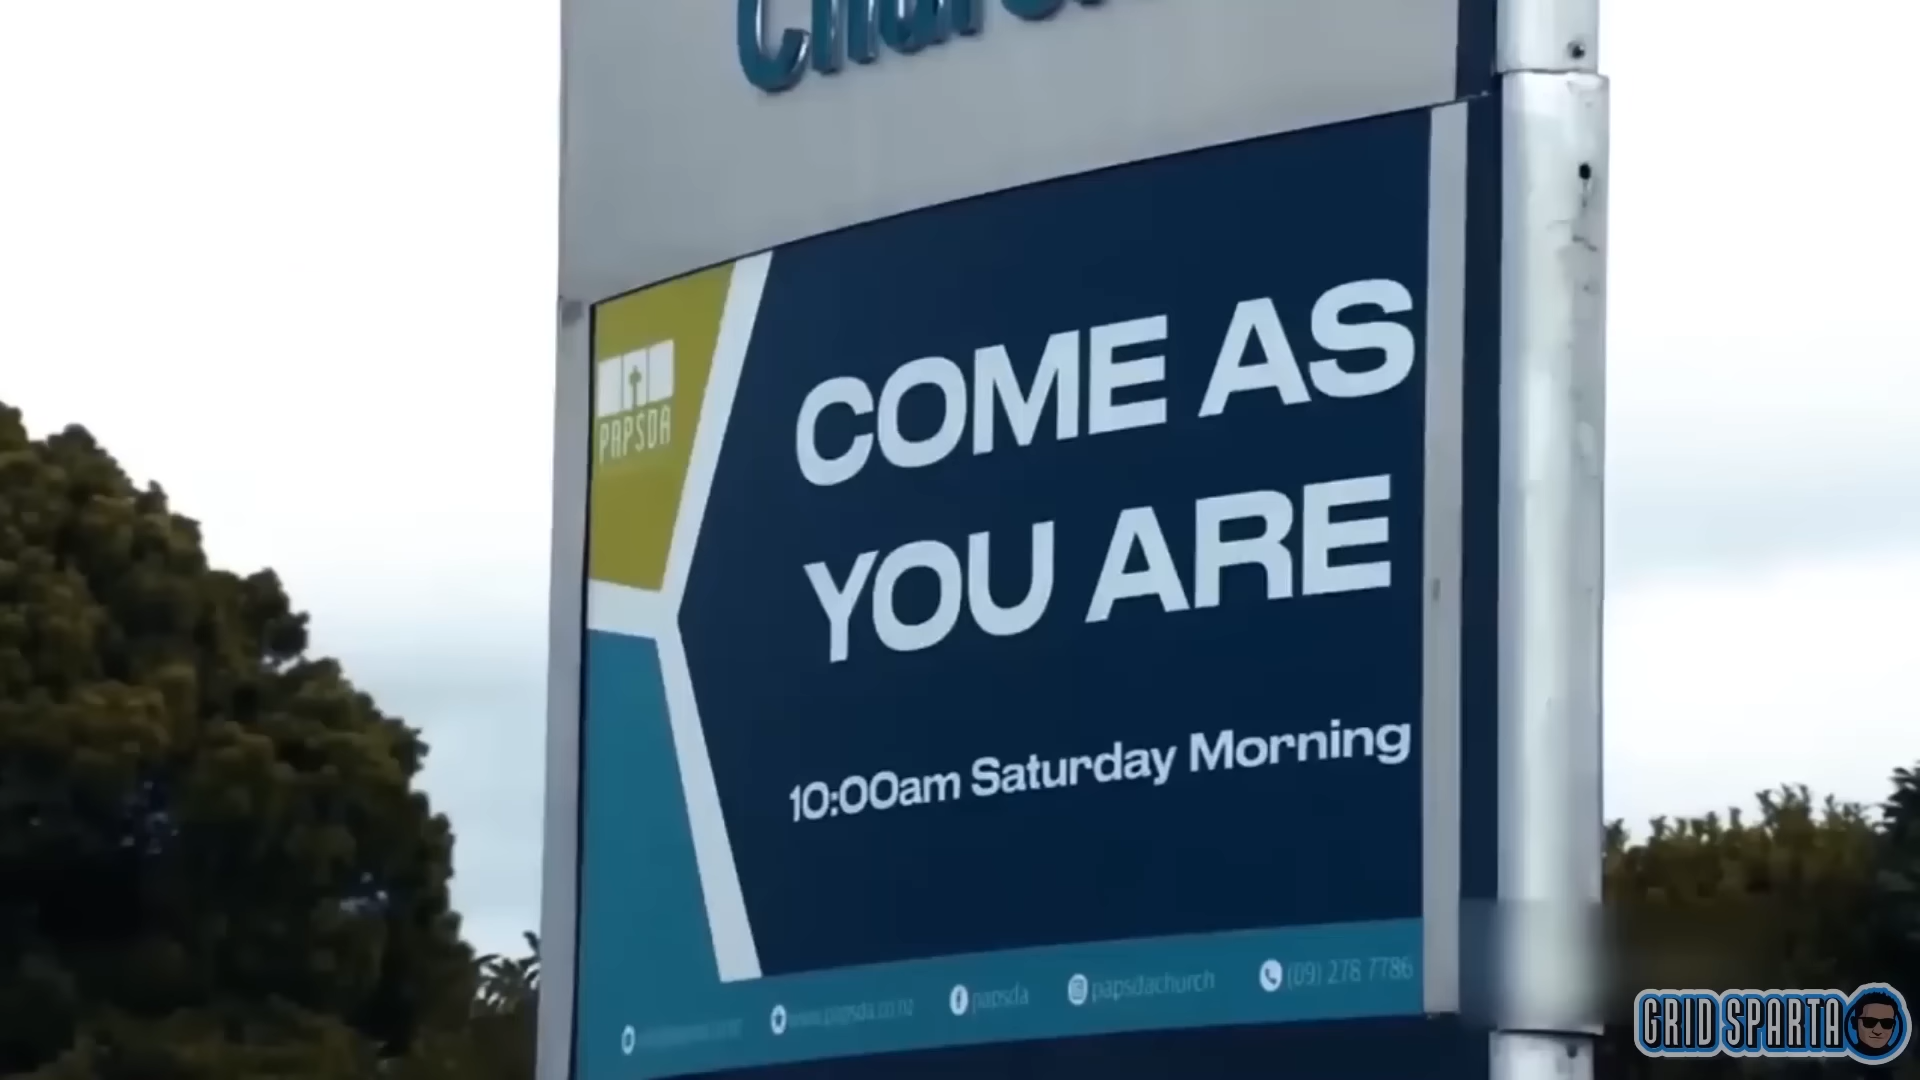 Church
PAPSDA
COME AS
YOU ARE
10:00am Saturday Morning
www.papsda.co.nz
papsda
papsdachurch
(09) 278 7786
GRID SPARTA